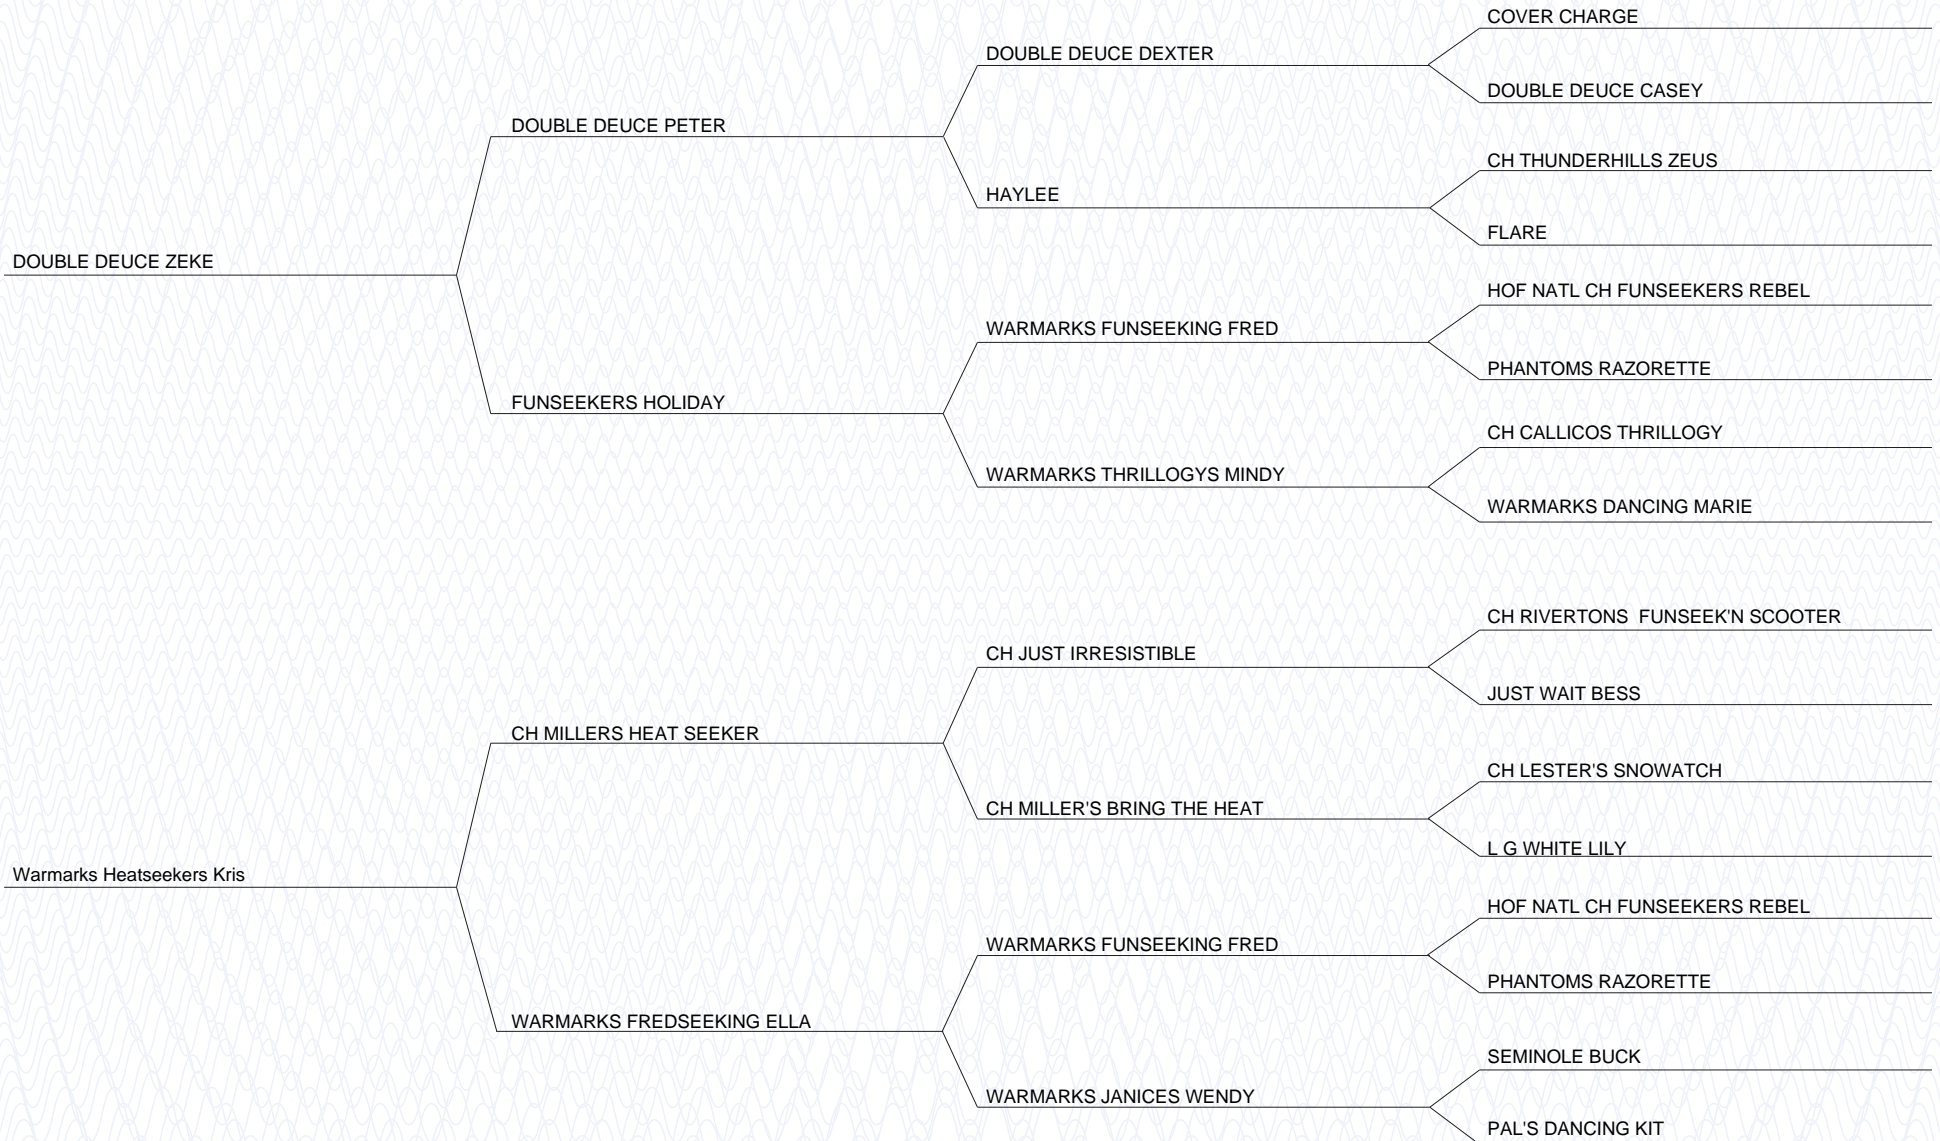 COVER CHARGE
DOUBLE DEUCE DEXTER
DOUBLE DEUCE CASEY
DOUBLE DEUCE PETER
CH THUNDERHILLS ZEUS
HAYLEE
FLARE
DOUBLE DEUCE ZEKE
HOF NATL CH FUNSEEKERS REBEL
WARMARKS FUNSEEKING FRED
PHANTOMS RAZORETTE
FUNSEEKERS HOLIDAY
CH CALLICOS THRILLOGY
WARMARKS THRILLOGYS MINDY
WARMARKS DANCING MARIE
CH RIVERTONS  FUNSEEK'N SCOOTER
CH JUST IRRESISTIBLE
JUST WAIT BESS
CH MILLERS HEAT SEEKER
CH LESTER'S SNOWATCH
CH MILLER'S BRING THE HEAT
L G WHITE LILY
Warmarks Heatseekers Kris
HOF NATL CH FUNSEEKERS REBEL
WARMARKS FUNSEEKING FRED
PHANTOMS RAZORETTE
WARMARKS FREDSEEKING ELLA
SEMINOLE BUCK
WARMARKS JANICES WENDY
PAL'S DANCING KIT